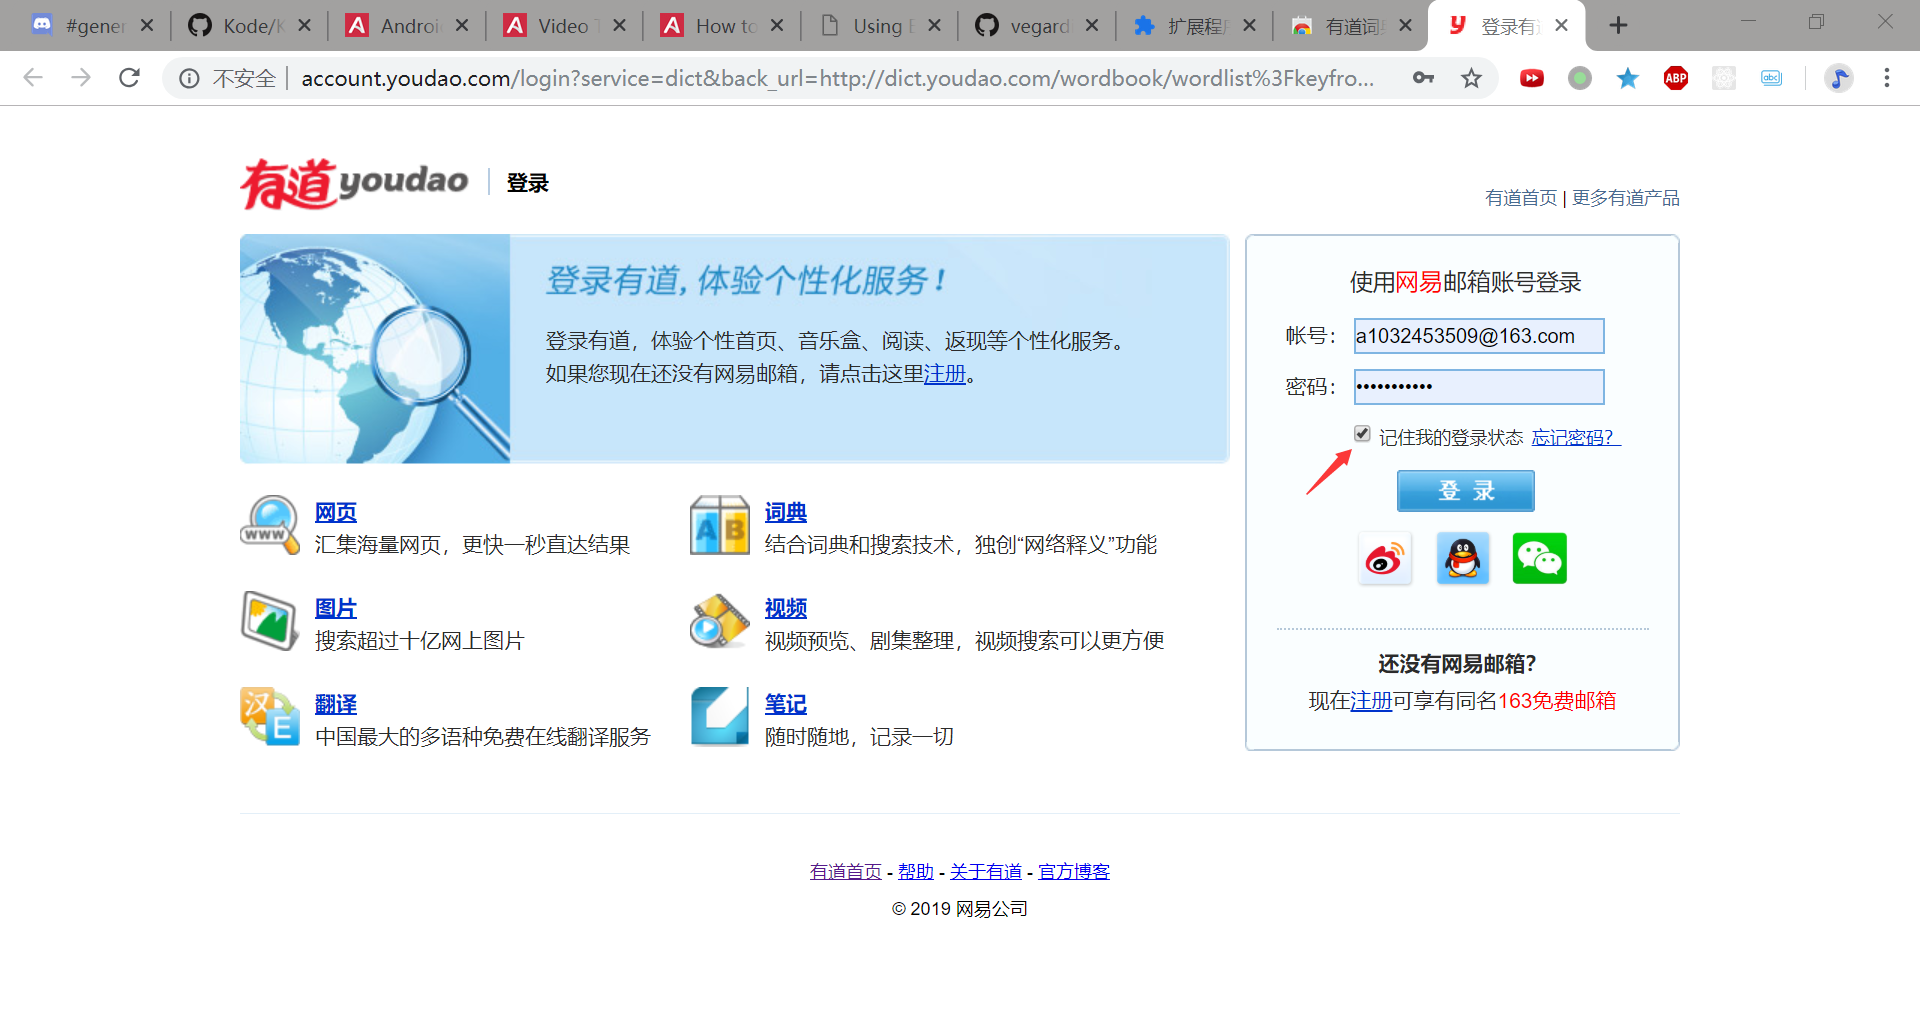 #gener
Kode/K
Androi
Video T
How to
Using E
vegard
扩展程
有道词
登录有
不安全
account.youdao.com/login?service=dict&back_url=http://dict.youdao.com/wordbook/wordlist%3Fkeyfro...
ABP
abc
有道youdao
登录
有道首页 | 更多有道产品
登录有道，体验个性化服务！
登录有道，体验个性首页、音乐盒、阅读、返现等个性化服务。
如果您现在还没有网易邮箱，请点击这里注册。
使用网易邮箱账号登录
帐号： a1032453509@163.com
密码： •••••••••••
记住我的登录状态 忘记密码？
登 录
www
网页
汇集海量网页，更快一秒直达结果
A B
词典
结合词典和搜索技术，独创“网络释义”功能
图片
搜索超过十亿网上图片
视频
视频预览、剧集整理，视频搜索可以更方便
汉 E
翻译
中国最大的多语种免费在线翻译服务
笔记
随时随地，记录一切
还没有网易邮箱？
现在注册可享有同名163免费邮箱
有道首页 - 帮助 - 关于有道 - 官方博客
© 2019 网易公司